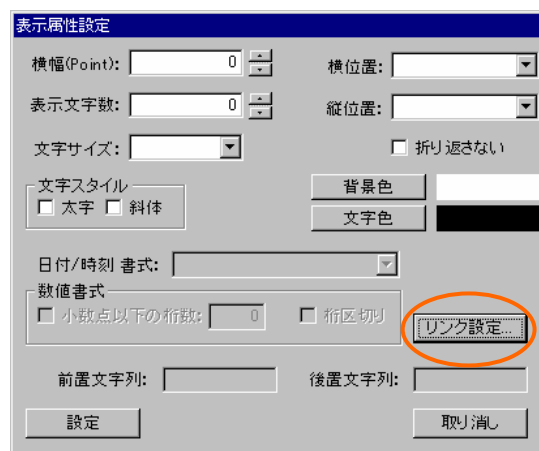 表示属性設定
横幅(Point): 0 横位置:
表示文字数: 0 縦位置:
文字サイズ: 折り返さない
文字スタイル 背景色
太字 斜体 文字色
日付/時刻 書式:
数値書式
小数点以下の桁数: 0 桁区切り リンク設定...
前置文字列: 後置文字列:
設定 取り消し